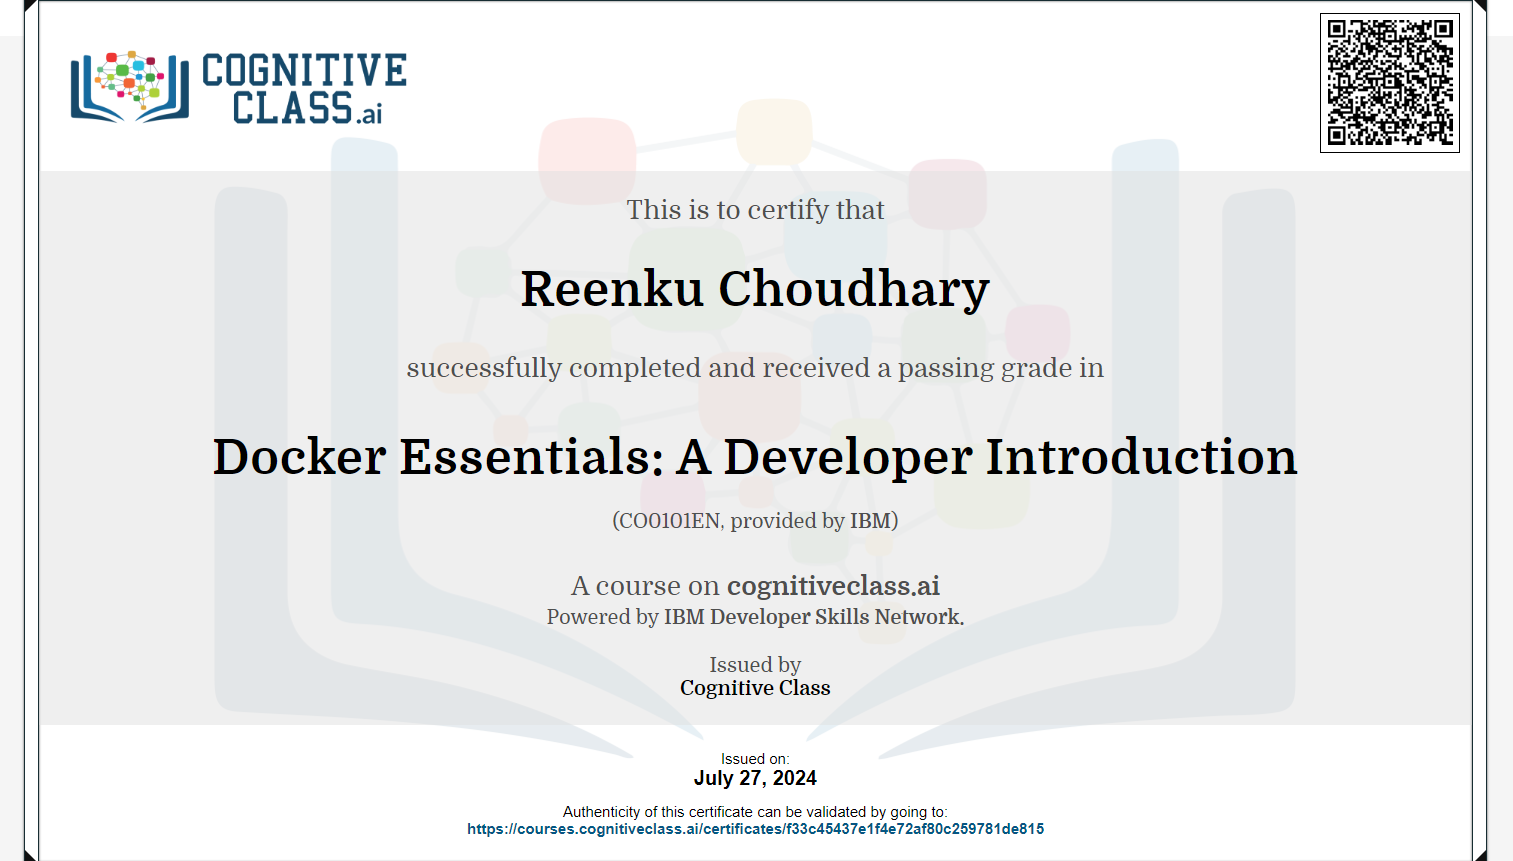 COGNITIVE
CLASS.ai
This is to certify that
Reenku Choudhary
successfully completed and received a passing grade in
Docker Essentials: A Developer Introduction
(CO0101EN, provided by IBM)
A course on cognitiveclass.ai
Powered by IBM Developer Skills Network.
Issued by
Cognitive Class
Issued on:
July 27, 2024
Authenticity of this certificate can be validated by going to:
https://courses.cognitiveclass.ai/certificates/f33c45437e1f4e72af80c259781de815